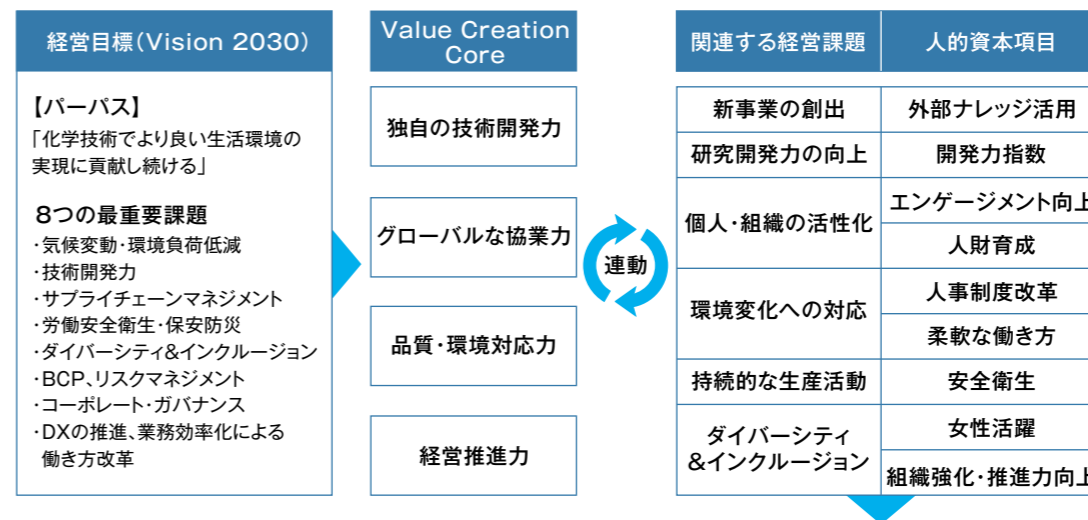 経営目標(Vision 2030)
【パーパス】
「化学技術でより良い生活環境の
実現に貢献し続ける」
8つの最重要課題
・気候変動・環境負荷低減
・技術開発力
・サプライチェーンマネジメント
・労働安全衛生・保安防災
・ダイバーシティ&インクルージョン
・BCP、リスクマネジメント
・コーポレート・ガバナンス
・DXの推進、業務効率化による
働き方改革
Value Creation
Core
独自の技術開発力
グローバルな協業力
品質・環境対応力
経営推進力
連動
関連する経営課題 人的資本項目
新事業の創出 外部ナレッジ活用
研究開発力の向上 開発力指数
個人・組織の活性化 エンゲージメント向上
人財育成
環境変化への対応 人事制度改革
柔軟な働き方
持続的な生産活動 安全衛生
ダイバーシティ
&インクルージョン 女性活躍
組織強化・推進力向上